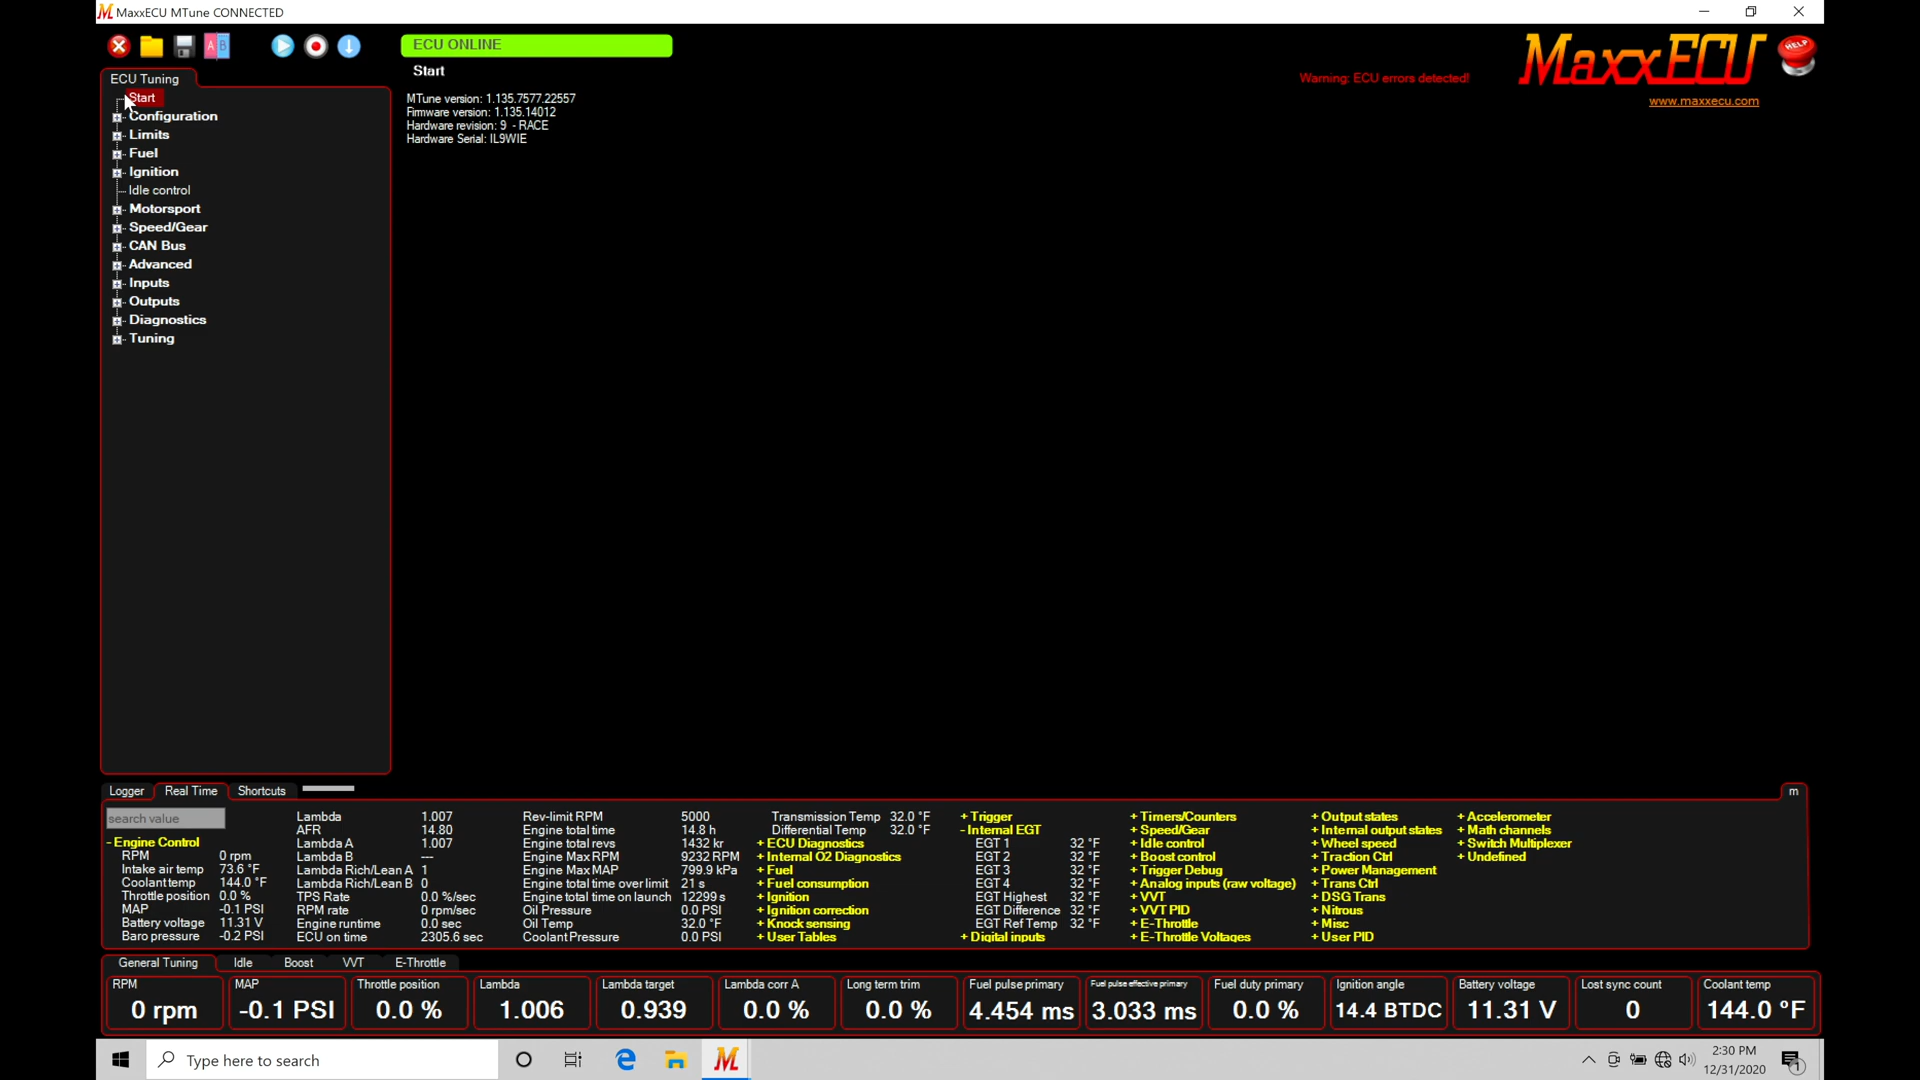 MaxxECU MTune CONNECTED
A B
ECU ONLINE
Start
MaxxECU
HELP
Warning: ECU errors detected!
www.maxxecu.com
MTune version: 1.135.7577.22557
Firmware version: 1.135.14012
Hardware revision: 9 - RACE
Hardware Serial: IL9WIE
ECU Tuning
Start
Configuration
Limits
Fuel
Ignition
Idle control
Motorsport
Speed/Gear
CAN Bus
Advanced
Inputs
Outputs
Diagnostics
Tuning
Logger Real Time Shortcuts m
search value
- Engine Control
RPM 0 rpm
Intake air temp 73.6 °F
Coolant temp 144.0 °F
Throttle position 0.0 %
MAP -0.1 PSI
Battery voltage 11.31 V
Baro pressure -0.2 PSI
Lambda 1.007
AFR 14.80
Lambda A 1.007
Lambda B ---
Lambda Rich/Lean A 1
Lambda Rich/Lean B 0
TPS Rate 0.0 %/sec
RPM rate 0 rpm/sec
Engine runtime 0.0 sec
ECU on time 2305.6 sec
Rev-limit RPM 5000
Engine total time 14.8 h
Engine total revs 1432 kr
Engine Max RPM 9232 RPM
Engine Max MAP 799.9 kPa
Engine total time over limit 21 s
Engine total time on launch 12299 s
Oil Pressure 0.0 PSI
Oil Temp 32.0 °F
Coolant Pressure 0.0 PSI
Transmission Temp 32.0 °F
Differential Temp 32.0 °F
+ ECU Diagnostics
+ Internal O2 Diagnostics
+ Fuel
+ Fuel consumption
+ Ignition
+ Ignition correction
+ Knock sensing
+ User Tables
+ Trigger
- Internal EGT
EGT 1 32 °F
EGT 2 32 °F
EGT 3 32 °F
EGT 4 32 °F
EGT Highest 32 °F
EGT Difference 32 °F
EGT Ref Temp 32 °F
+ Digital inputs
+ Timers/Counters
+ Speed/Gear
+ Idle control
+ Boost control
+ Trigger Debug
+ Analog inputs (raw voltage)
+ VVT
+ VVT PID
+ E-Throttle
+ E-Throttle Voltages
+ Output states
+ Internal output states
+ Wheel speed
+ Traction Ctrl
+ Power Management
+ Trans Ctrl
+ DSG Trans
+ Nitrous
+ Misc
+ User PID
+ Accelerometer
+ Math channels
+ Switch Multiplexer
+ Undefined
General Tuning Idle Boost VVT E-Throttle
RPM MAP Throttle position Lambda Lambda target Lambda corr A Long term trim Fuel pulse primary Fuel pulse effective primary Fuel duty primary Ignition angle Battery voltage Lost sync count Coolant temp
0 rpm -0.1 PSI 0.0 % 1.006 0.939 0.0 % 0.0 % 4.454 ms 3.033 ms 0.0 % 14.4 BTDC 11.31 V 0 144.0 °F
Type here to search
2:30 PM
12/31/2020
1